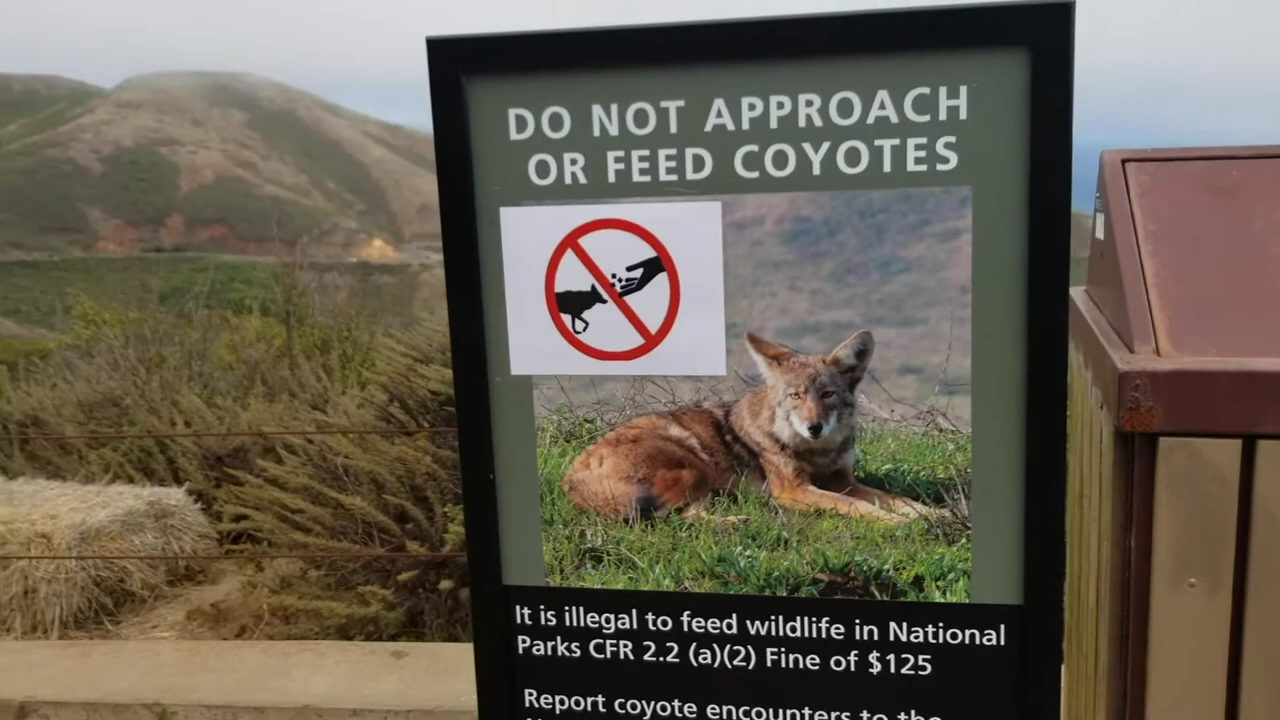 DO NOT APPROACH
OR FEED COYOTES
It is illegal to feed wildlife in National
Parks CFR 2.2 (a)(2) Fine of $125
Report coyote encounters to the